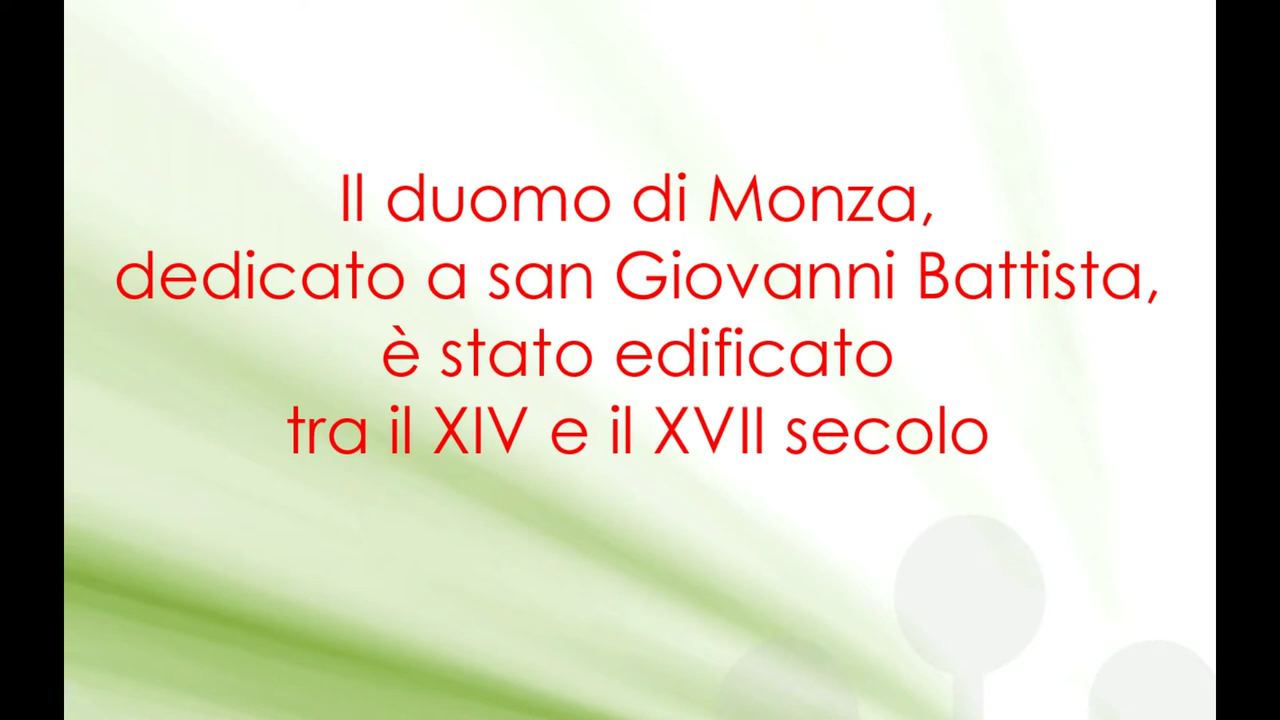 Il duomo di Monza,
dedicato a san Giovanni Battista,
è stato edificato
tra il XIV e il XVII secolo